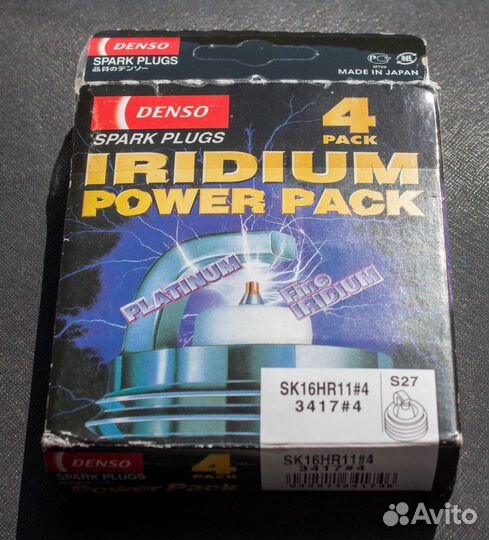 DENSO
SPARK PLUGS
品質のデンソー
MT08
MADE IN JAPAN
DENSO
SPARK PLUGS
4
PACK
IRIDIUM
POWER PACK
PLATINUM
Fine
IRIDIUM
SK16HR11#4
3417#4
S27
DENSO
SPARK PLUGS
4
PACK
Power Pack
SK16HR11#4
3417#4
Avito